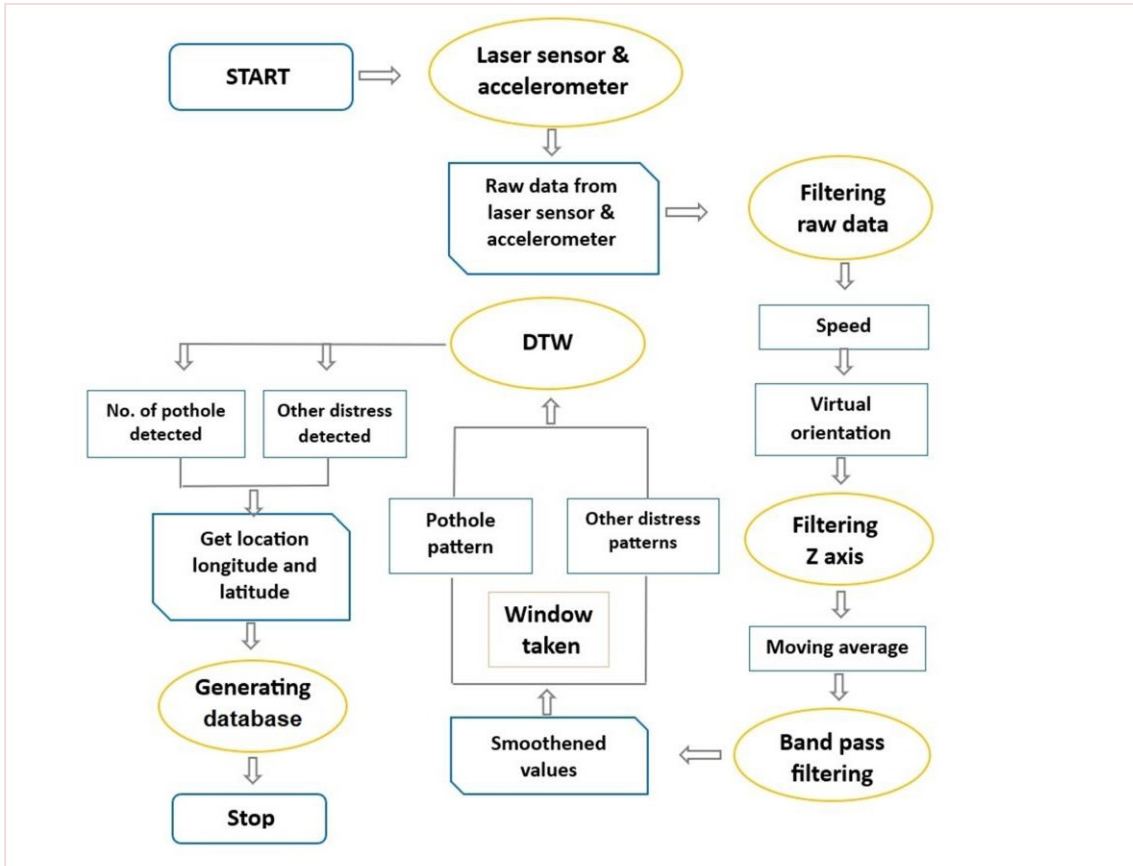 START
Laser sensor &
accelerometer
Raw data from
laser sensor &
accelerometer
Filtering
raw data
Speed
Virtual
orientation
Filtering
Z axis
Moving average
Band pass
filtering
Smoothened
values
Window
taken
Pothole
pattern
Other distress
patterns
DTW
No. of pothole
detected
Other distress
detected
Get location
longitude and
latitude
Generating
database
Stop